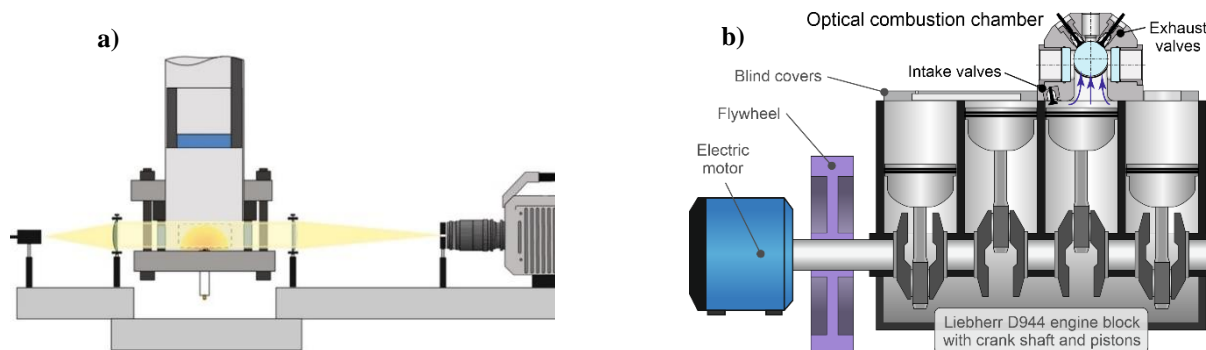 a)
b)
Optical combustion chamber
Exhaust
valves
Intake valves
Blind covers
Flywheel
Electric
motor
Liebherr D944 engine block
with crank shaft and pistons